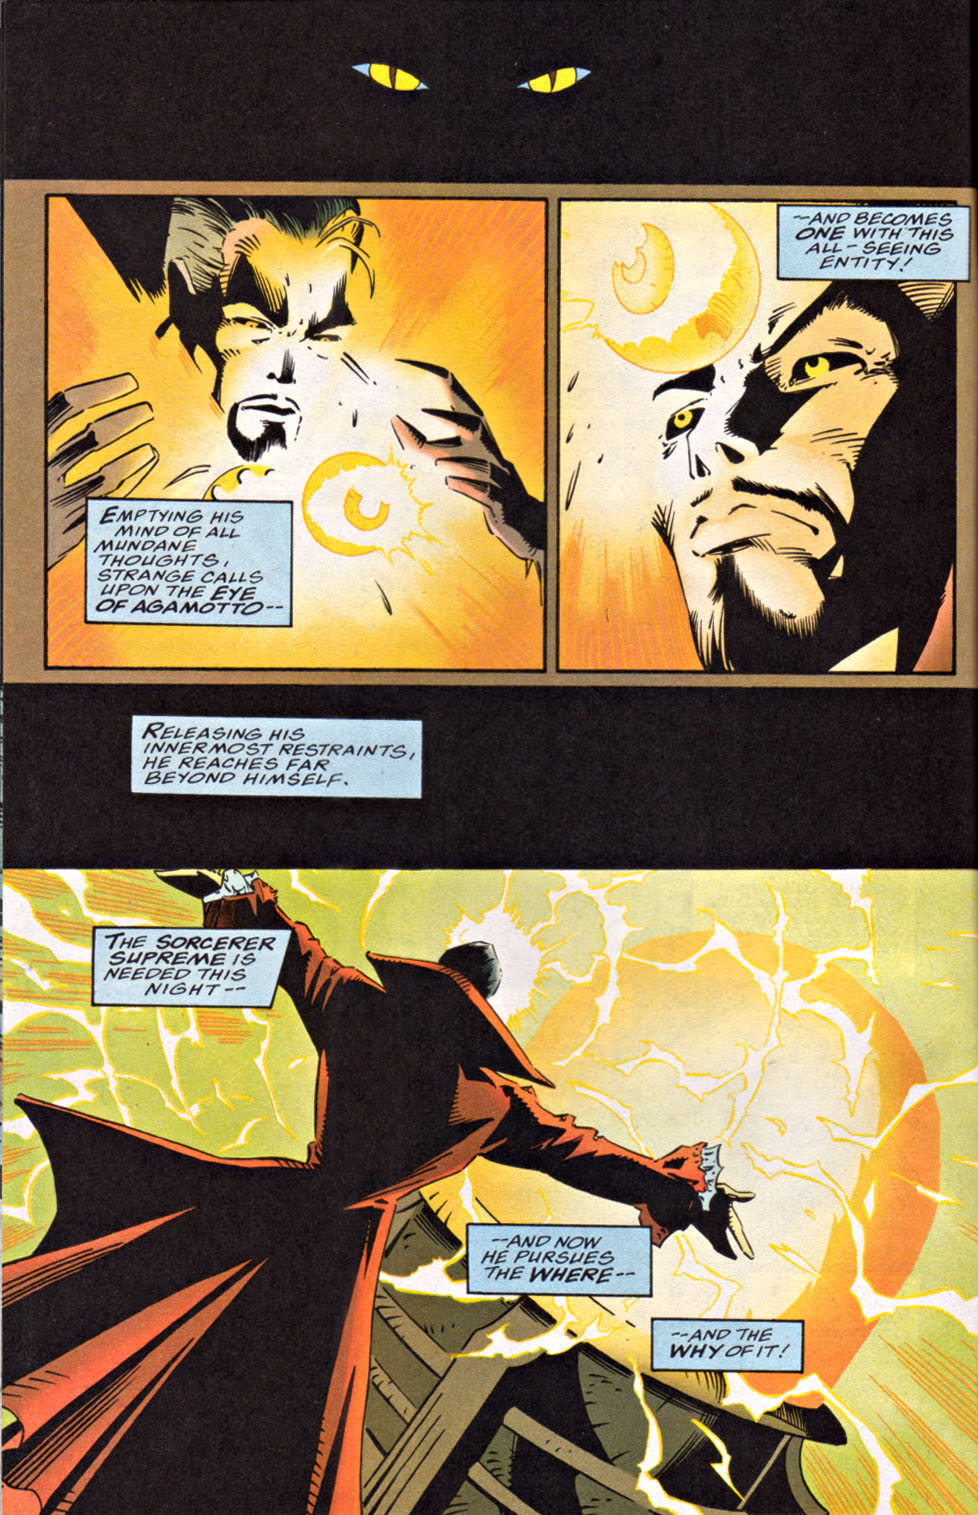 EMPTYING HIS
MIND OF ALL
MUNDANE
THOUGHTS,
STRANGE CALLS
UPON THE EYE
OF AGAMOTTO--
--AND BECOMES
ONE WITH THIS
ALL-SEEING
ENTITY!
RELEASING HIS
INNERMOST RESTRAINTS,
HE REACHES FAR
BEYOND HIMSELF.
THE SORCERER
SUPREME IS
NEEDED THIS
NIGHT--
--AND NOW
HE PURSUES
THE WHERE--
--AND THE
WHY OF IT!